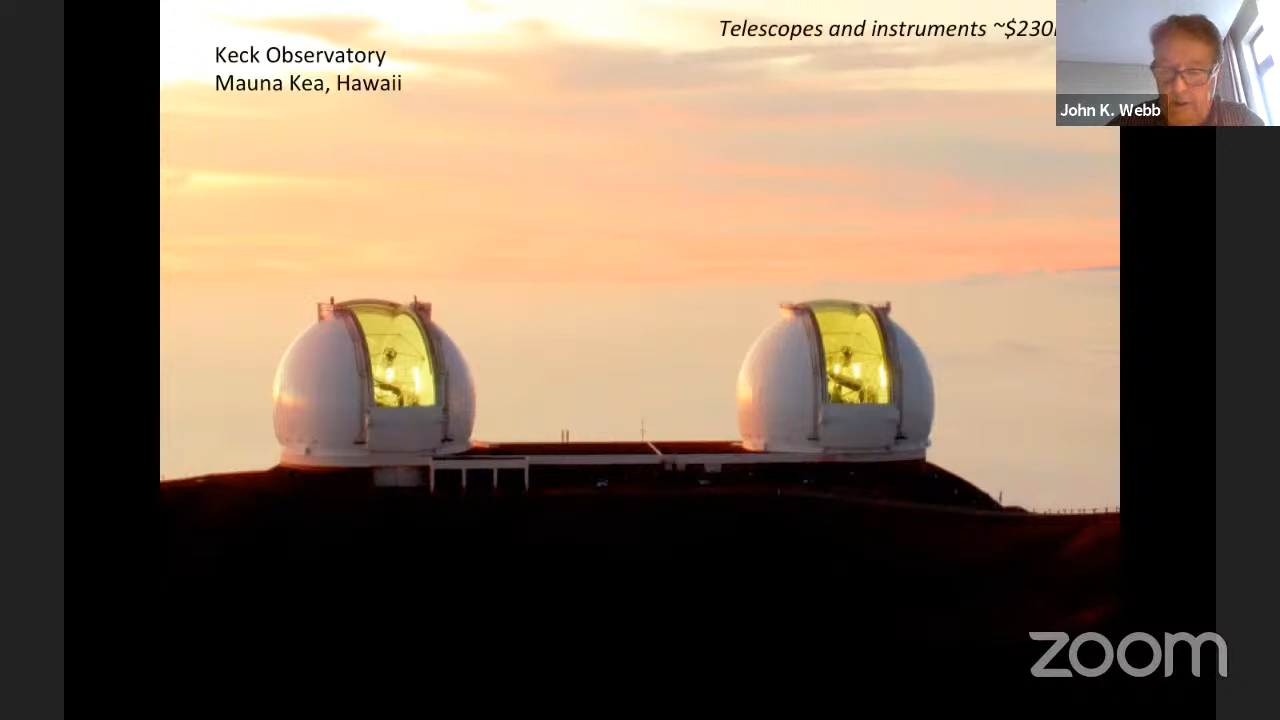 Telescopes and instruments ~$230
Keck Observatory
Mauna Kea, Hawaii
John K. Webb
zoom